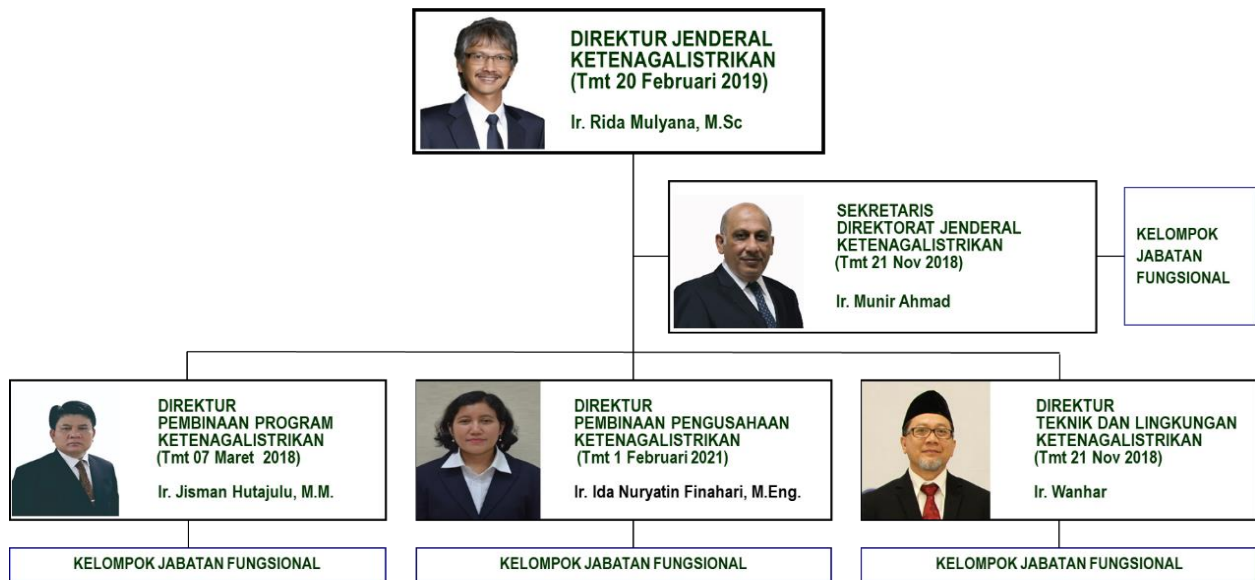 DIREKTUR JENDERAL
KETENAGALISTRIKAN
(Tmt 20 Februari 2019)
Ir. Rida Mulyana, M.Sc
SEKRETARIS
DIREKTORAT JENDERAL
KETENAGALISTRIKAN
(Tmt 21 Nov 2018)
Ir. Munir Ahmad
KELOMPOK
JABATAN
FUNGSIONAL
DIREKTUR
PEMBINAAN PROGRAM
KETENAGALISTRIKAN
(Tmt 07 Maret 2018)
Ir. Jisman Hutajulu, M.M.
DIREKTUR
PEMBINAAN PENGUSAHAAN
KETENAGALISTRIKAN
(Tmt 1 Februari 2021)
Ir. Ida Nuryatin Finahari, M.Eng.
DIREKTUR
TEKNIK DAN LINGKUNGAN
KETENAGALISTRIKAN
(Tmt 21 Nov 2018)
Ir. Wanhar
KELOMPOK JABATAN FUNGSIONAL
KELOMPOK JABATAN FUNGSIONAL
KELOMPOK JABATAN FUNGSIONAL